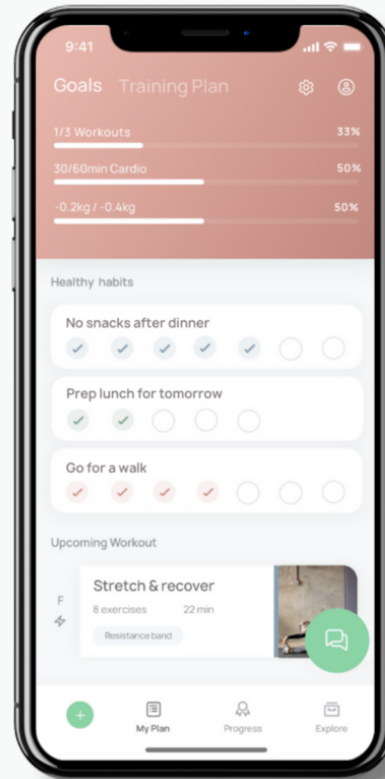 9:41
Goals Training Plan
1/3 Workouts 33%
30/60min Cardio 50%
-0.2kg / -0.4kg 50%
Healthy habits
No snacks after dinner
Prep lunch for tomorrow
Go for a walk
Upcoming Workout
Stretch & recover
F
8 exercises 22 min
Resistance band
+
My Plan Progress Explore